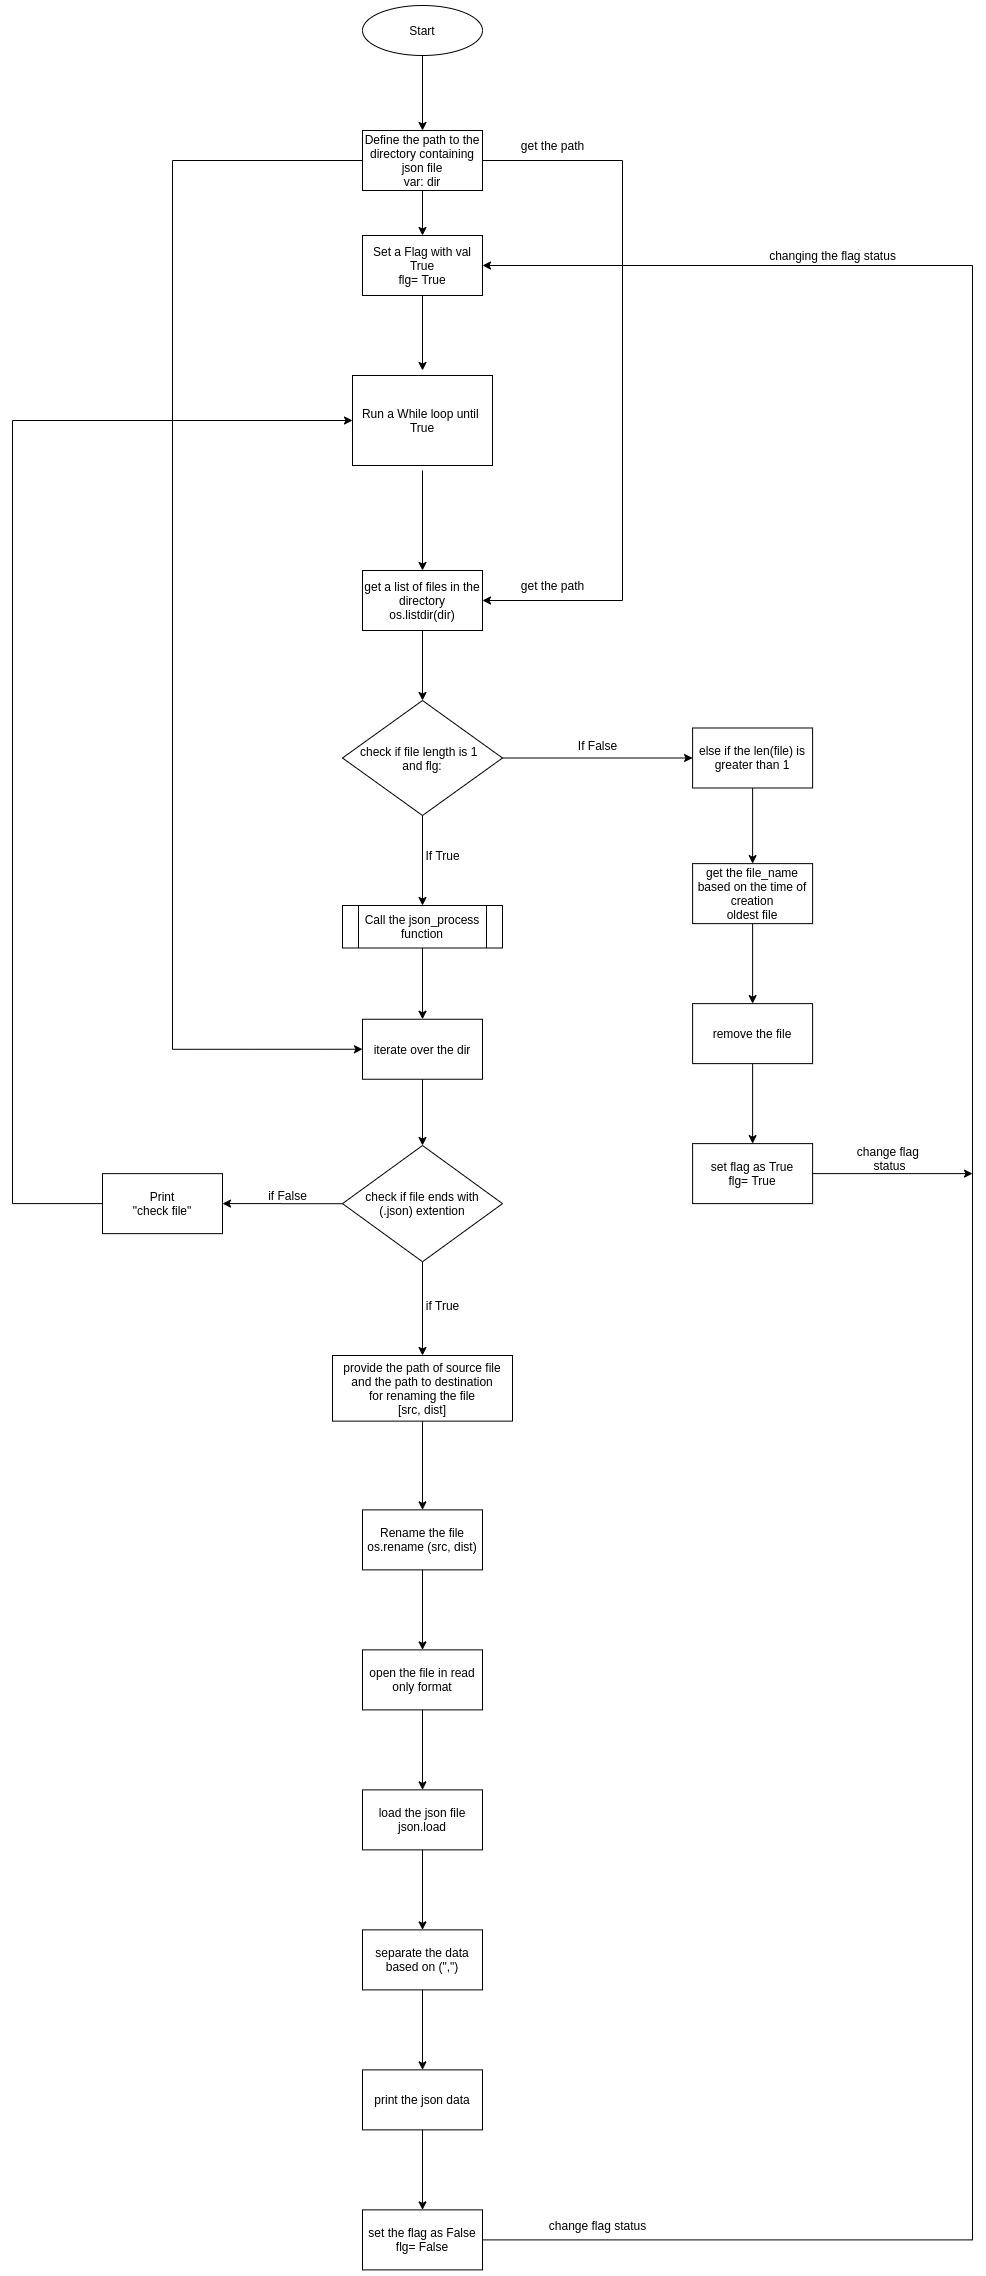 Start
Define the path to the
directory containing
json file
var: dir
get the path
Set a Flag with val
True
flg= True
changing the flag status
Run a While loop until
True
get a list of files in the
directory
os.listdir(dir)
get the path
check if file length is 1
and flg:
If False
else if the len(file) is
greater than 1
If True
get the file_name
based on the time of
creation
oldest file
Call the json_process
function
remove the file
iterate over the dir
set flag as True
flg= True
change flag
status
check if file ends with
(.json) extention
if False
Print
"check file"
if True
provide the path of source file
and the path to destination
for renaming the file
[src, dist]
Rename the file
os.rename (src, dist)
open the file in read
only format
load the json file
json.load
separate the data
based on (",")
print the json data
set the flag as False
flg= False
change flag status